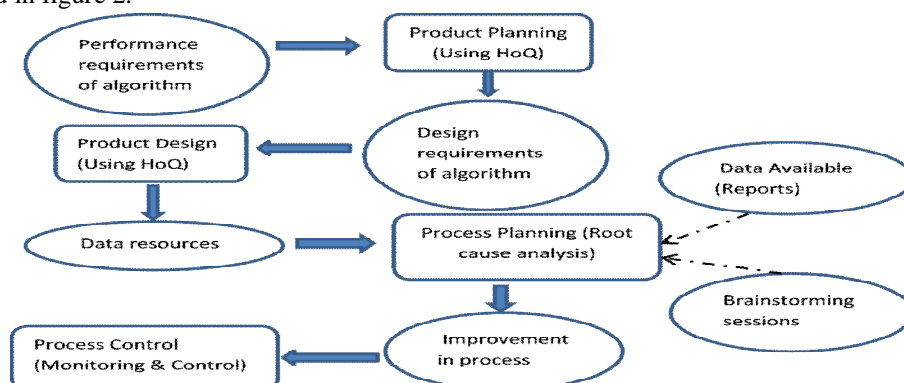 d in figure 2.
Performance
requirements
of algorithm
Product Planning
(Using HoQ)
Product Design
(Using HoQ)
Design
requirements
of algorithm
Data Available
(Reports)
Data resources
Process Planning (Root
cause analysis)
Brainstorming
sessions
Process Control
(Monitoring & Control)
Improvement
in process